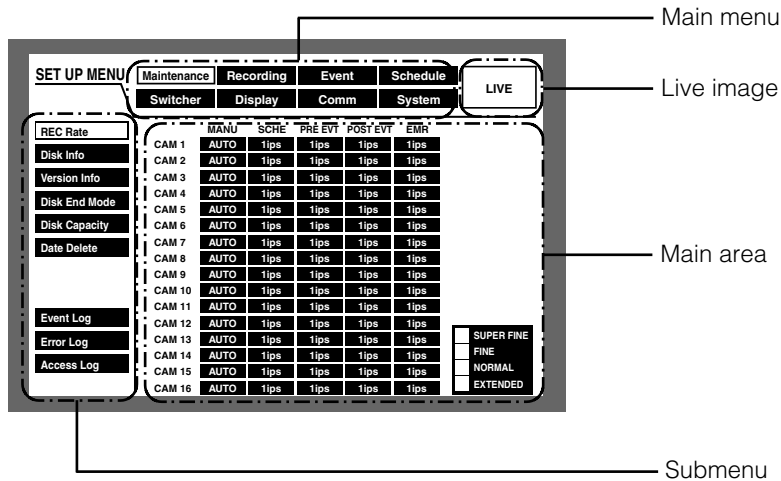 Main menu
SET UP MENU
Maintenance Recording Event Schedule
LIVE
Live image
Switcher Display Comm System
MANU SCHE PRE EVT POST EVT EMR
REC Rate
CAM 1 AUTO 1ips 1ips 1ips 1ips
Disk Info
CAM 2 AUTO 1ips 1ips 1ips 1ips
Version Info
CAM 3 AUTO 1ips 1ips 1ips 1ips
Disk End Mode
CAM 4 AUTO 1ips 1ips 1ips 1ips
CAM 5 AUTO 1ips 1ips 1ips 1ips
Disk Capacity
CAM 6 AUTO 1ips 1ips 1ips 1ips
Date Delete
CAM 7 AUTO 1ips 1ips 1ips 1ips
CAM 8 AUTO 1ips 1ips 1ips 1ips
Main area
CAM 9 AUTO 1ips 1ips 1ips 1ips
CAM 10 AUTO 1ips 1ips 1ips 1ips
CAM 11 AUTO 1ips 1ips 1ips 1ips
Event Log
CAM 12 AUTO 1ips 1ips 1ips 1ips
Error Log
CAM 13 AUTO 1ips 1ips 1ips 1ips
SUPER FINE
CAM 14 AUTO 1ips 1ips 1ips 1ips
FINE
Access Log
CAM 15 AUTO 1ips 1ips 1ips 1ips
NORMAL
CAM 16 AUTO 1ips 1ips 1ips 1ips
EXTENDED
Submenu